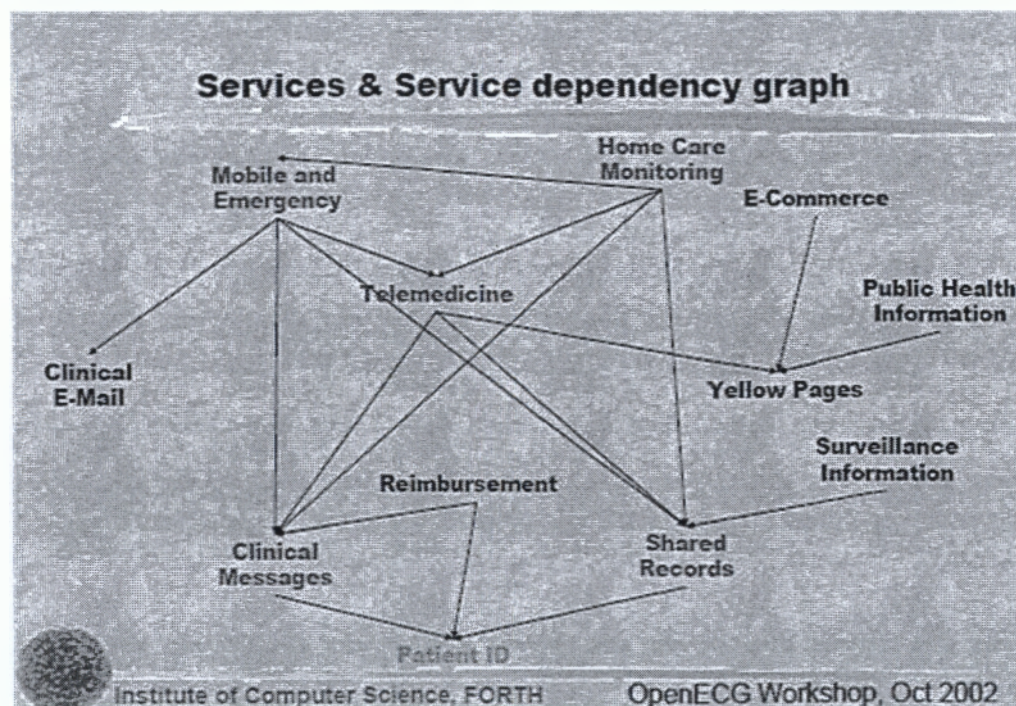 Services & Service dependency graph
Home Care
Monitoring
Mobile and
Emergency
E-Commerce
Telemedicine
Public Health
Information
Clinical
E-Mail
Yellow Pages
Surveillance
Information
Reimbursement
Clinical
Messages
Shared
Records
Patient ID
Institute of Computer Science, FORTH
OpenECG Workshop, Oct 2002